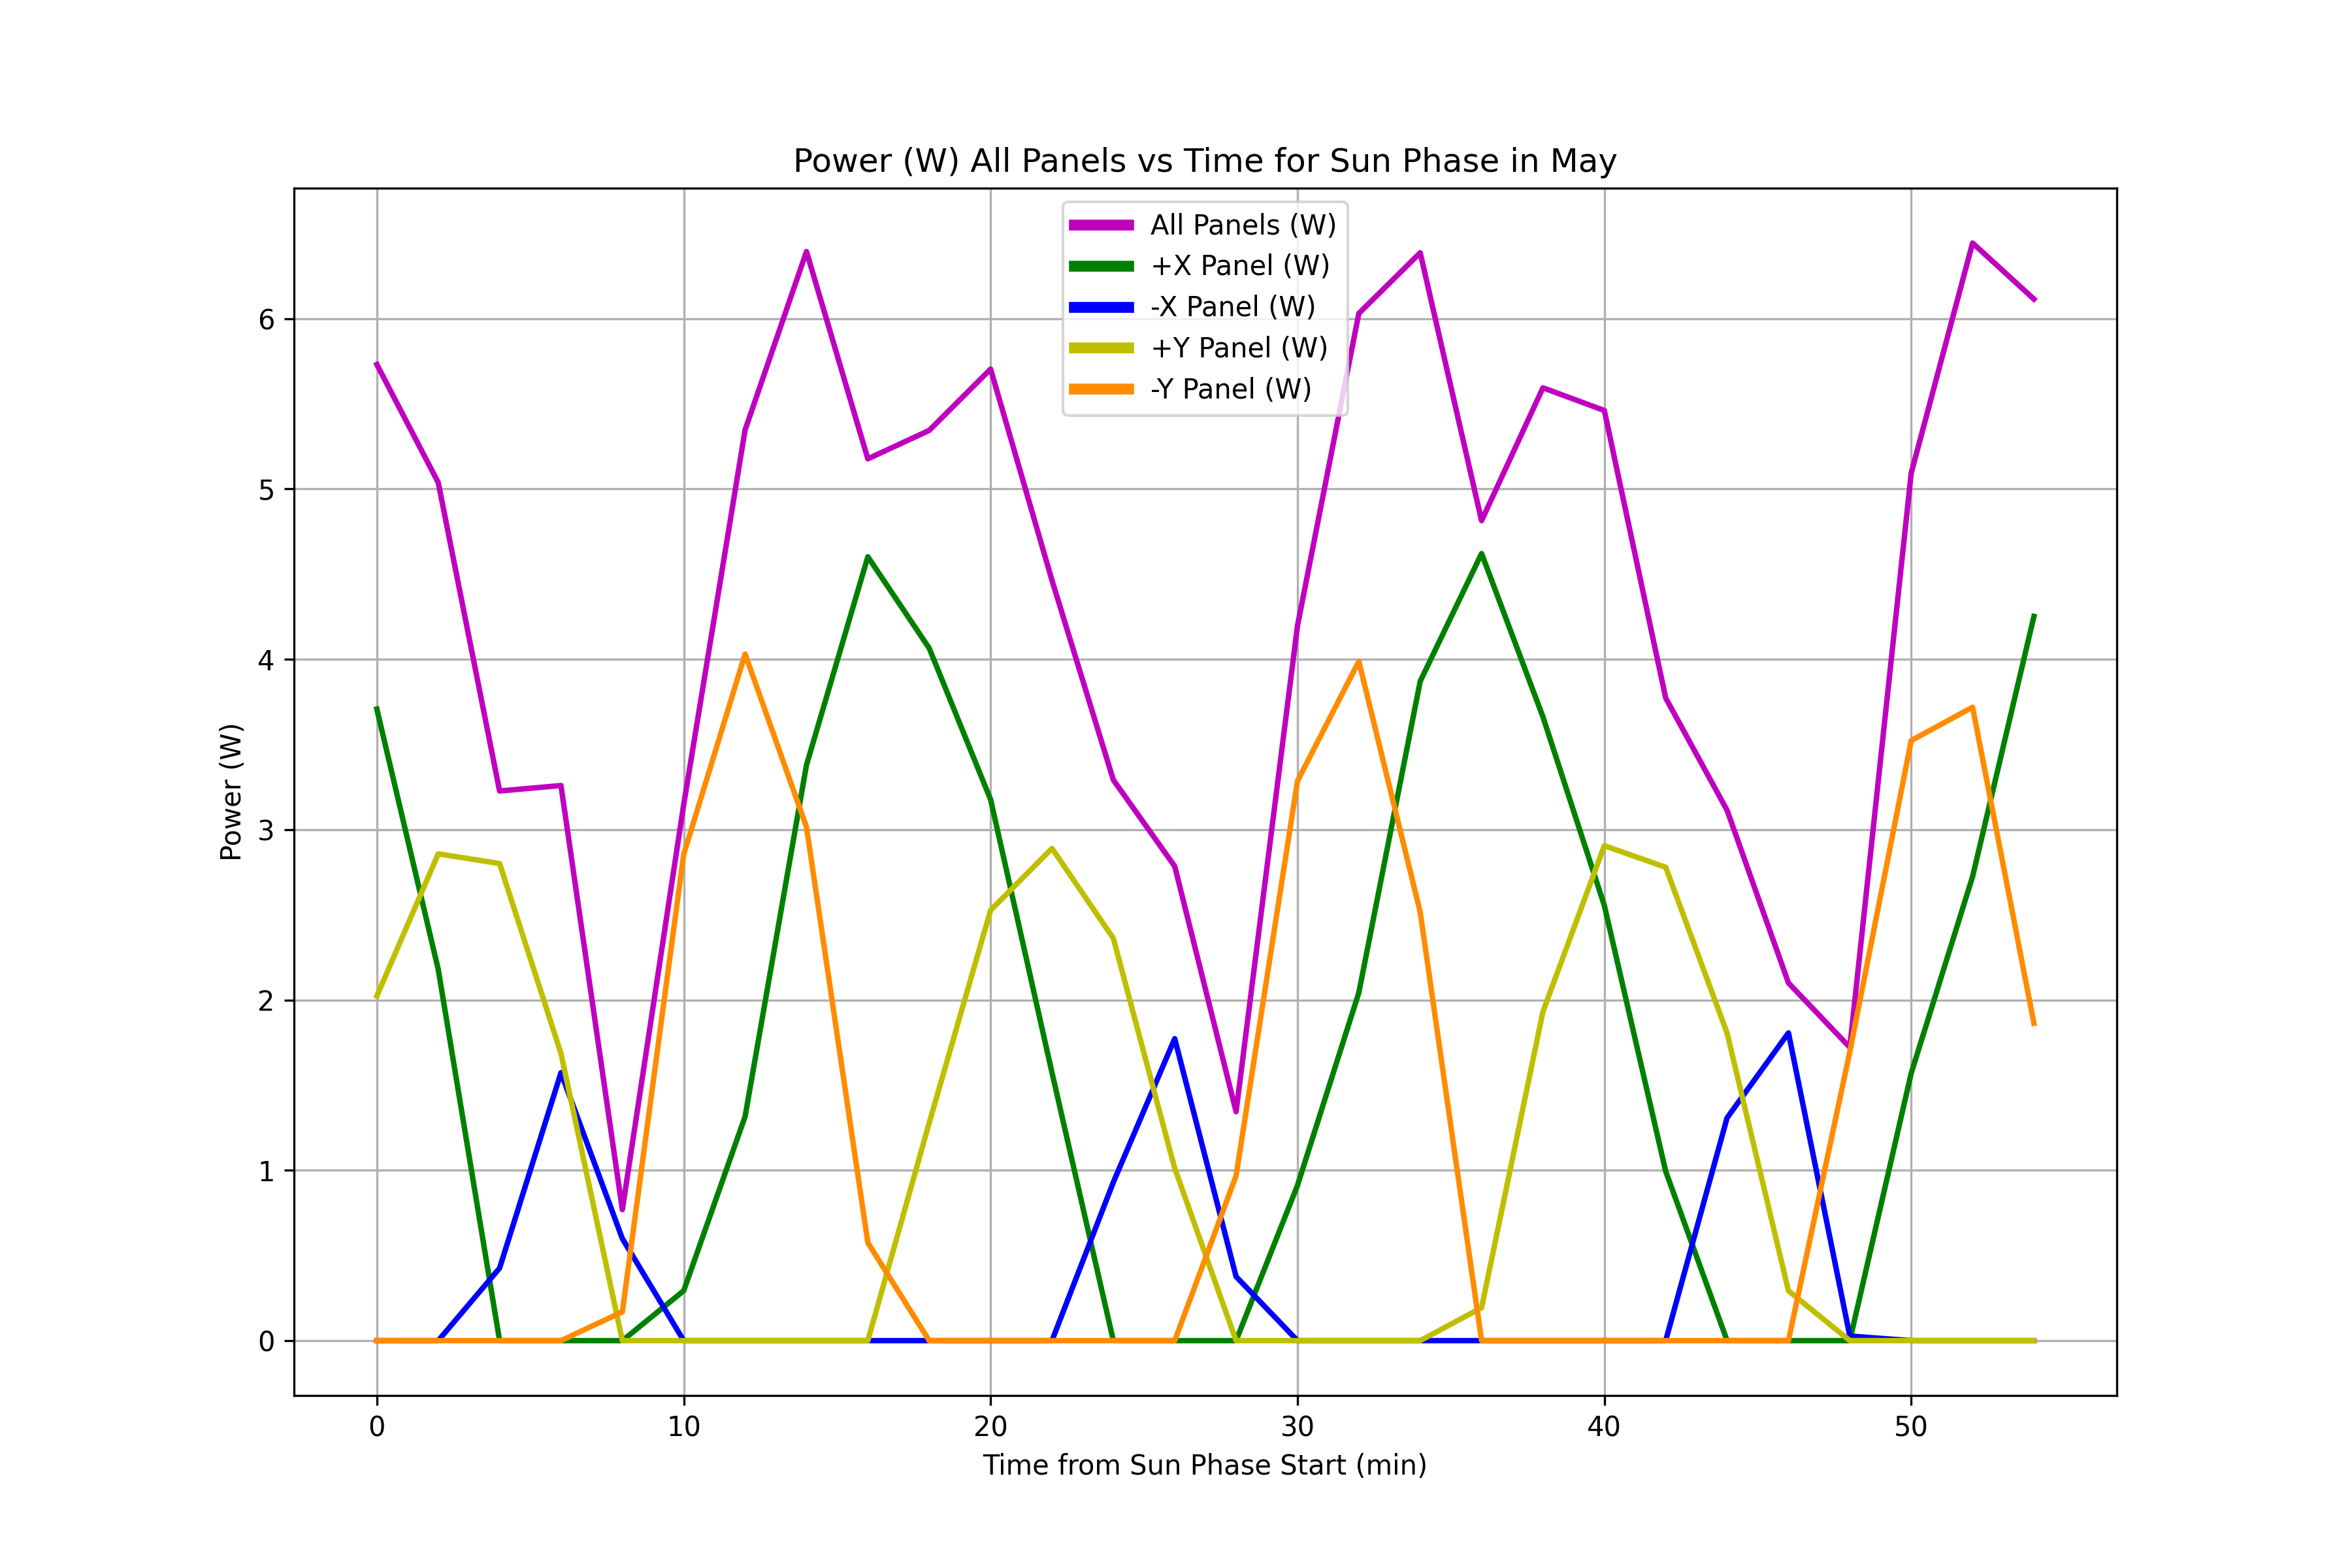 Power (W) All Panels vs Time for Sun Phase in May
All Panels (W)
+X Panel (W)
-X Panel (W)
+Y Panel (W)
-Y Panel (W)
Power (W)
6
5
4
3
2
1
0
0 10 20 30 40 50
Time from Sun Phase Start (min)